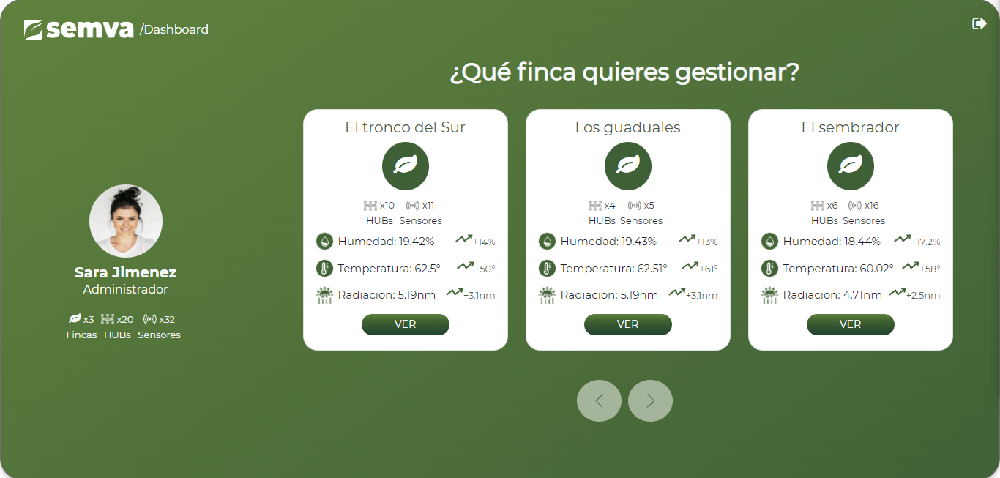 semva /Dashboard
¿Qué finca quieres gestionar?
Sara Jimenez
Administrador
x3 x20 x32
Fincas HUBs Sensores
El tronco del Sur
x10 x11
HUBs Sensores
Humedad: 19.42% +14%
Temperatura: 62.5° +50°
Radiacion: 5.19nm +3.1nm
VER
Los guaduales
x4 x5
HUBs Sensores
Humedad: 19.43% +13%
Temperatura: 62.51° +61°
Radiacion: 5.19nm +3.1nm
VER
El sembrador
x6 x16
HUBs Sensores
Humedad: 18.44% +17.2%
Temperatura: 60.02° +58°
Radiacion: 4.71nm +2.5nm
VER